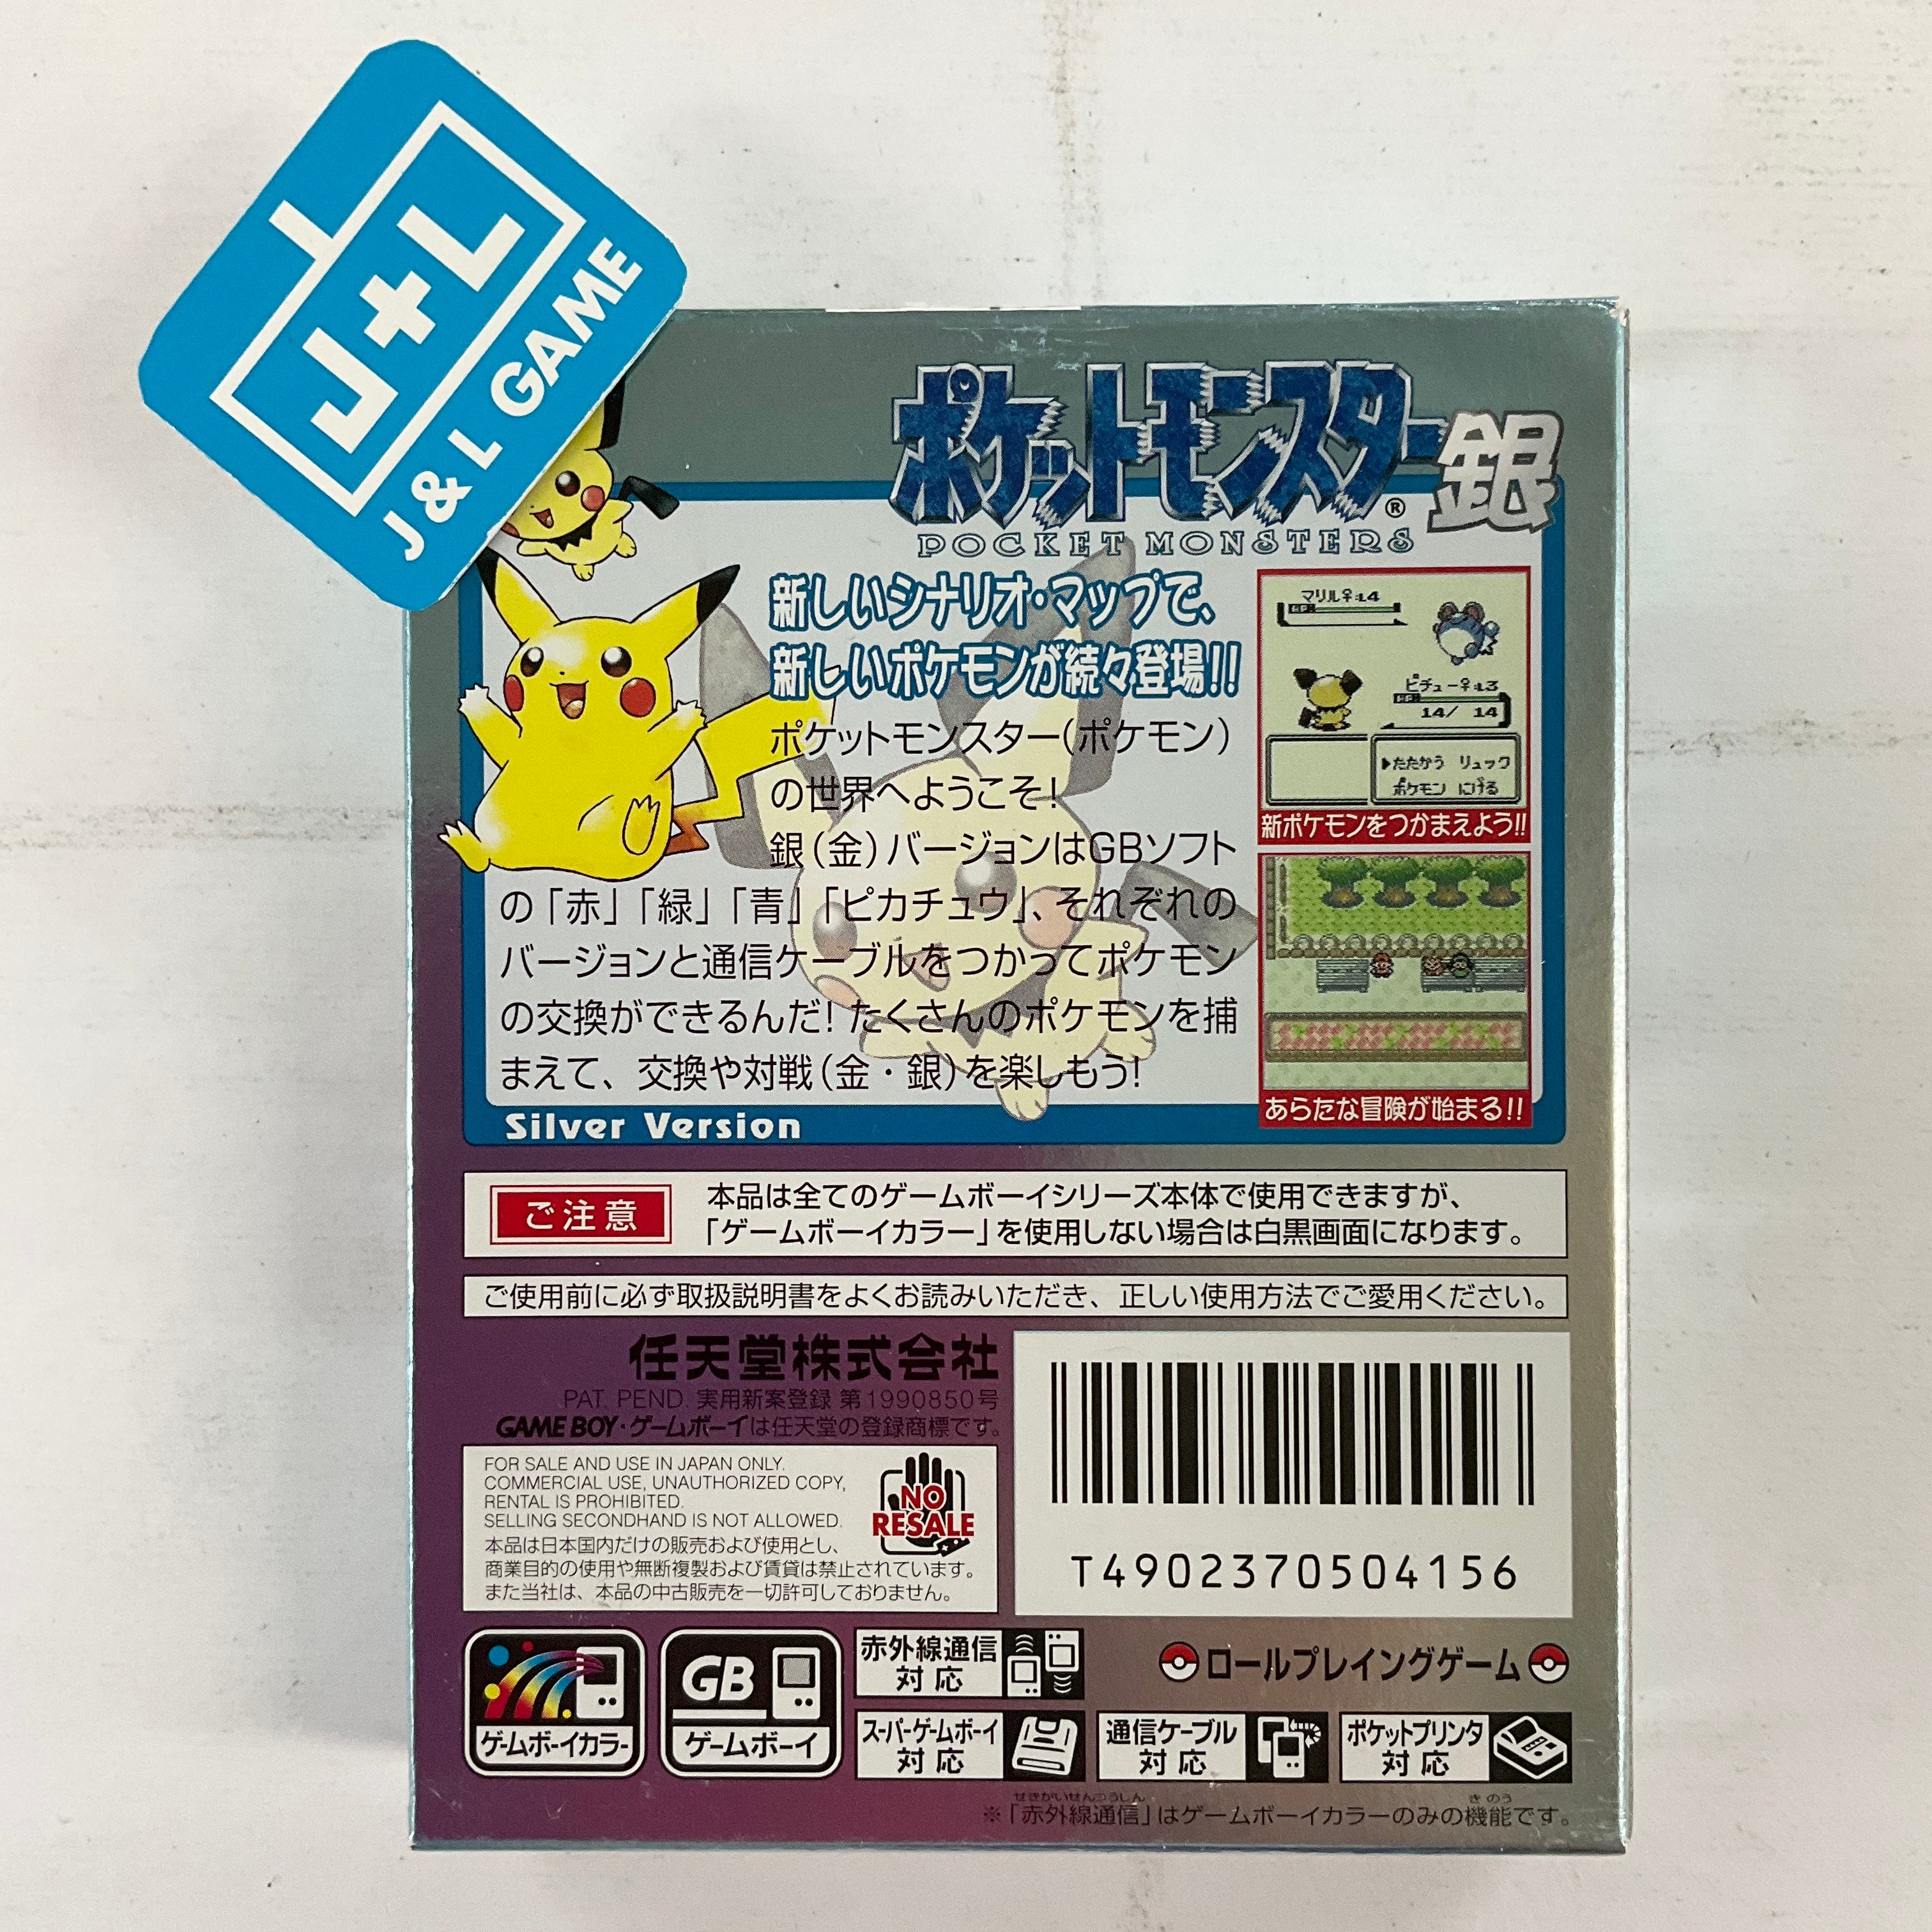 J+L
J & L GAME
ポケットモンスター®銀
POCKET MONSTERS
新しいシナリオ・マップで、
新しいポケモンが続々登場!!
ポケットモンスター(ポケモン)
の世界へようこそ!
銀(金)バージョンはGBソフト
の「赤」「緑」「青」「ピカチュウ」、それぞれの
バージョンと通信ケーブルをつかってポケモン
の交換ができるんだ! たくさんのポケモンを捕
まえて、交換や対戦(金・銀)を楽しもう!
Silver Version
マリル♀:L4
HP:
ピチュー♀:L3
HP:
14/ 14
▶たたかう リュック
ポケモン にげる
新ポケモンをつかまえよう!!
あらたな冒険が始まる!!
ご注意
本品は全てのゲームボーイシリーズ本体で使用できますが、
「ゲームボーイカラー」を使用しない場合は白黒画面になります。
ご使用前に必ず取扱説明書をよくお読みいただき、正しい使用方法でご愛用ください。
任天堂株式会社
PAT. PEND. 実用新案登録 第1990850号
GAME BOY・ゲームボーイは任天堂の登録商標です。
FOR SALE AND USE IN JAPAN ONLY.
COMMERCIAL USE, UNAUTHORIZED COPY,
RENTAL IS PROHIBITED.
SELLING SECONDHAND IS NOT ALLOWED.
本品は日本国内だけの販売および使用とし、
商業目的の使用や無断複製および賃貸は禁止されています。
また当社は、本品の中古販売を一切許可しておりません。
NO
RESALE
T4902370504156
ゲームボーイカラー
GB
ゲームボーイ
赤外線通信
対応
ロールプレイングゲーム
スーパーゲームボーイ
対応
通信ケーブル
対応
ポケットプリンタ
対応
せきがいせんつうしん きのう
※「赤外線通信」はゲームボーイカラーのみの機能です。